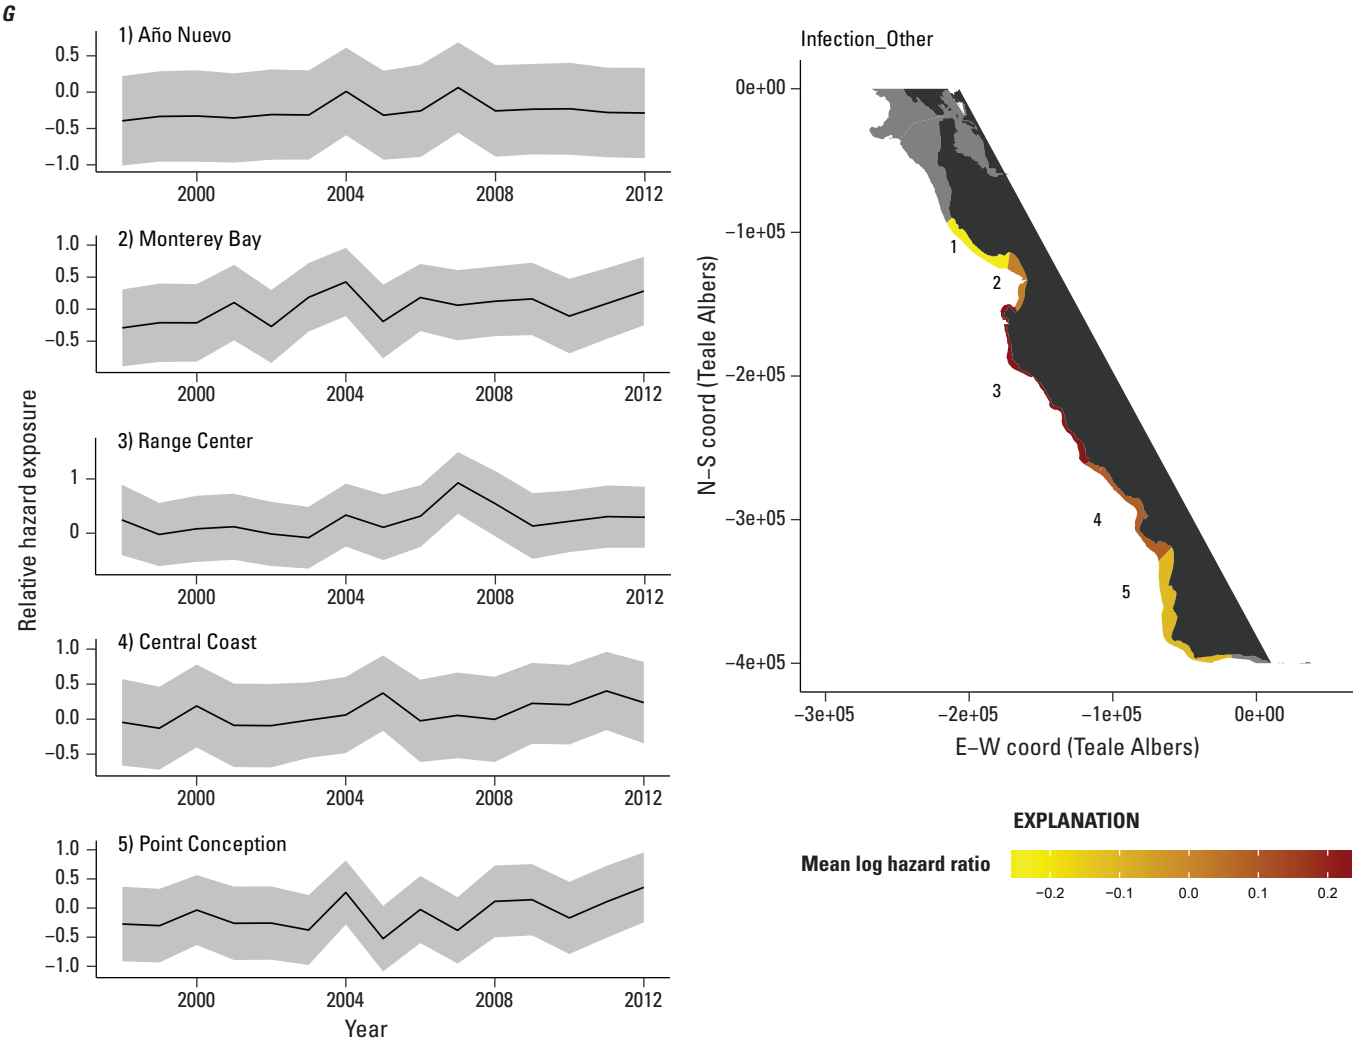 G
1) Año Nuevo
0.5
0.0
−0.5
−1.0
2000
2004
2008
2012
2) Monterey Bay
1.0
0.5
0.0
−0.5
2000
2004
2008
2012
3) Range Center
1
0
2000
2004
2008
2012
4) Central Coast
1.0
0.5
0.0
−0.5
2000
2004
2008
2012
5) Point Conception
1.0
0.5
0.0
−0.5
−1.0
2000
2004
2008
2012
Relative hazard exposure
Year
Infection_Other
0e+00
−1e+05
−2e+05
−3e+05
−4e+05
N–S coord (Teale Albers)
1
2
3
4
5
−3e+05
−2e+05
−1e+05
0e+00
E–W coord (Teale Albers)
EXPLANATION
Mean log hazard ratio
−0.2
−0.1
0.0
0.1
0.2